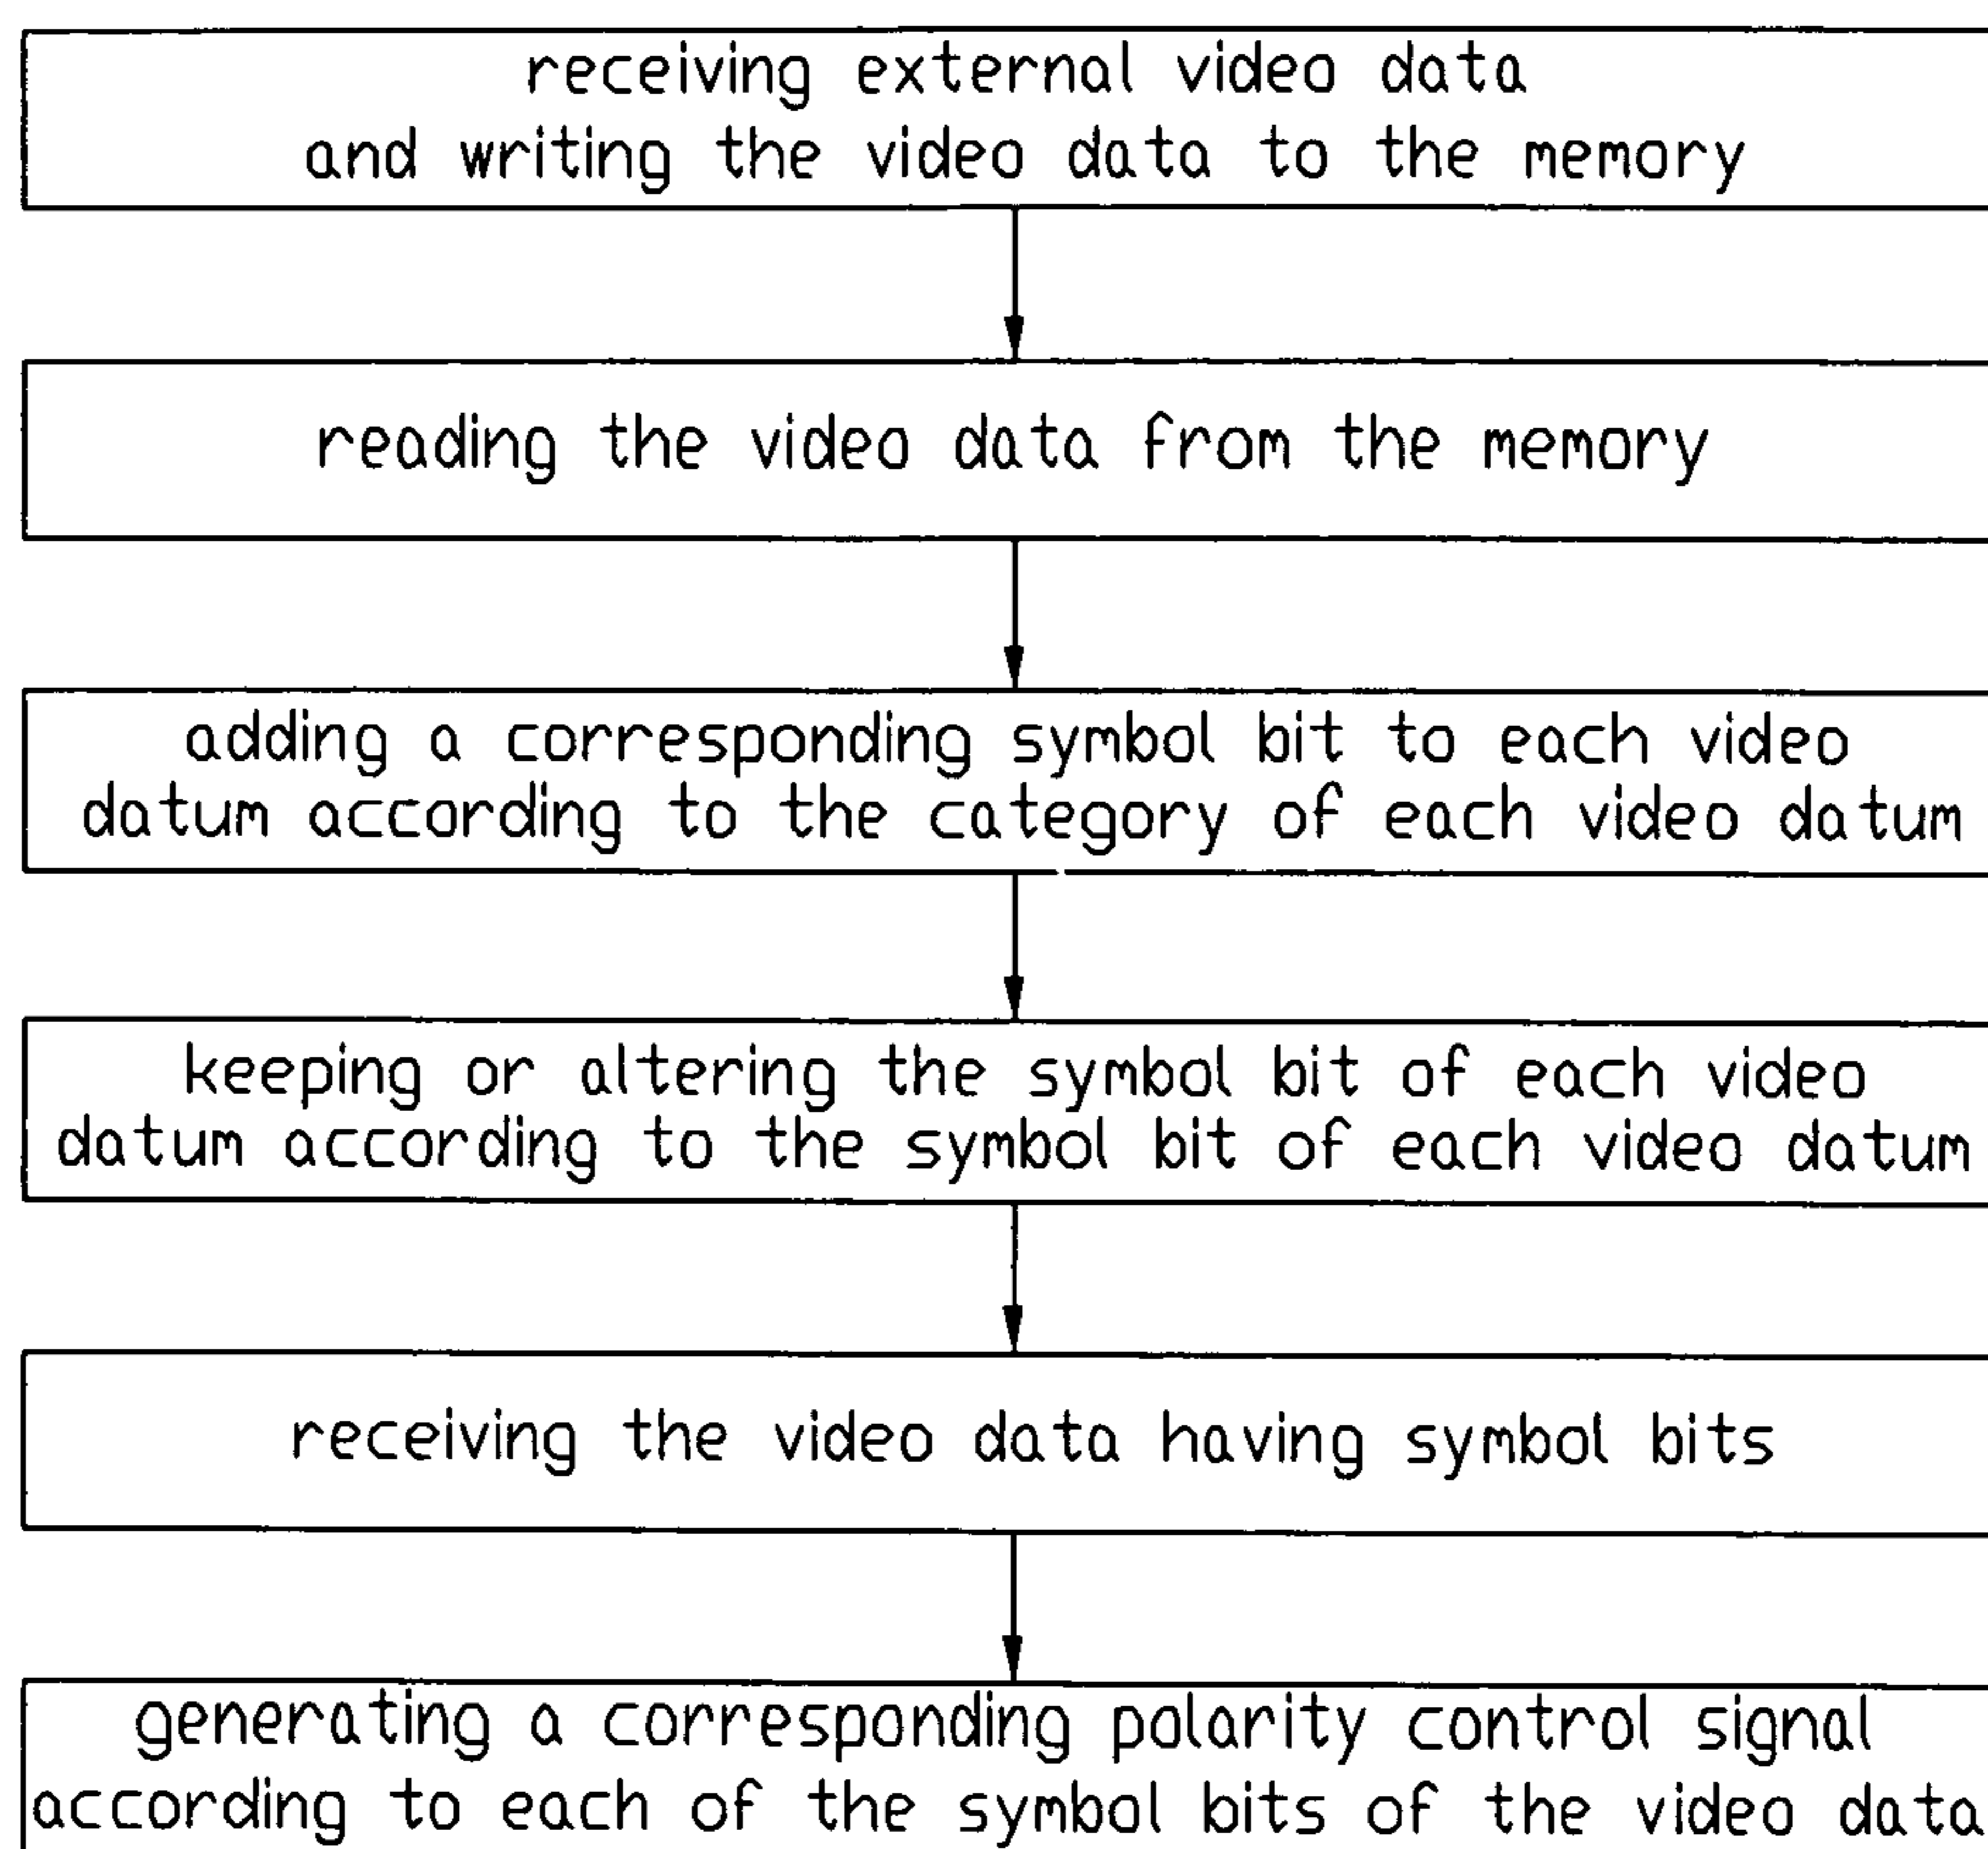 receiving external video data
and writing the video data to the memory
reading the video data from the memory
adding a corresponding symbol bit to each video
datum according to the category of each video datum
keeping or altering the symbol bit of each video
datum according to the symbol bit of each video datum
receiving the video data having symbol bits
generating a corresponding polarity control signal
according to each of the symbol bits of the video data